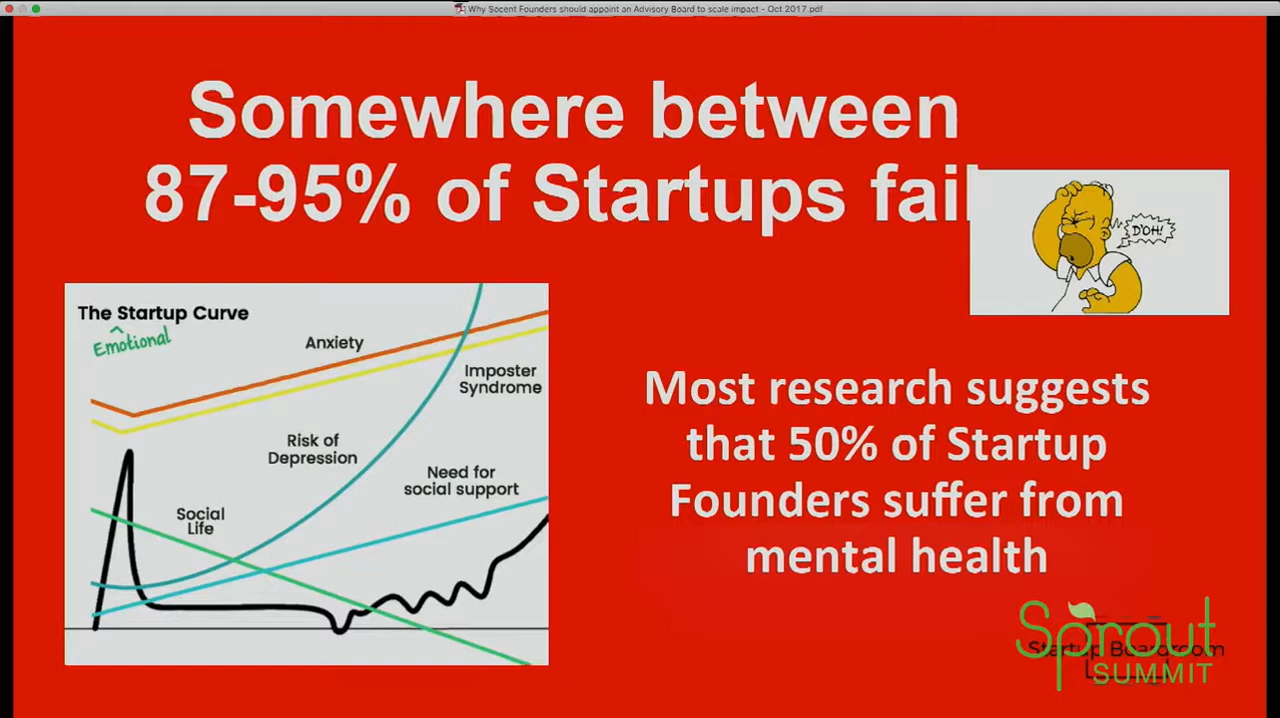 Why Socent Founders should appoint an Advisory Board to scale impact - Oct 2017.pdf
Somewhere between
87-95% of Startups fail
D'OH!
The Startup Curve
Emotional
Anxiety
Imposter
Syndrome
Risk of
Depression
Need for
social support
Social
Life
Most research suggests
that 50% of Startup
Founders suffer from
mental health
Sprout
Startup Boardroom
SUMMIT